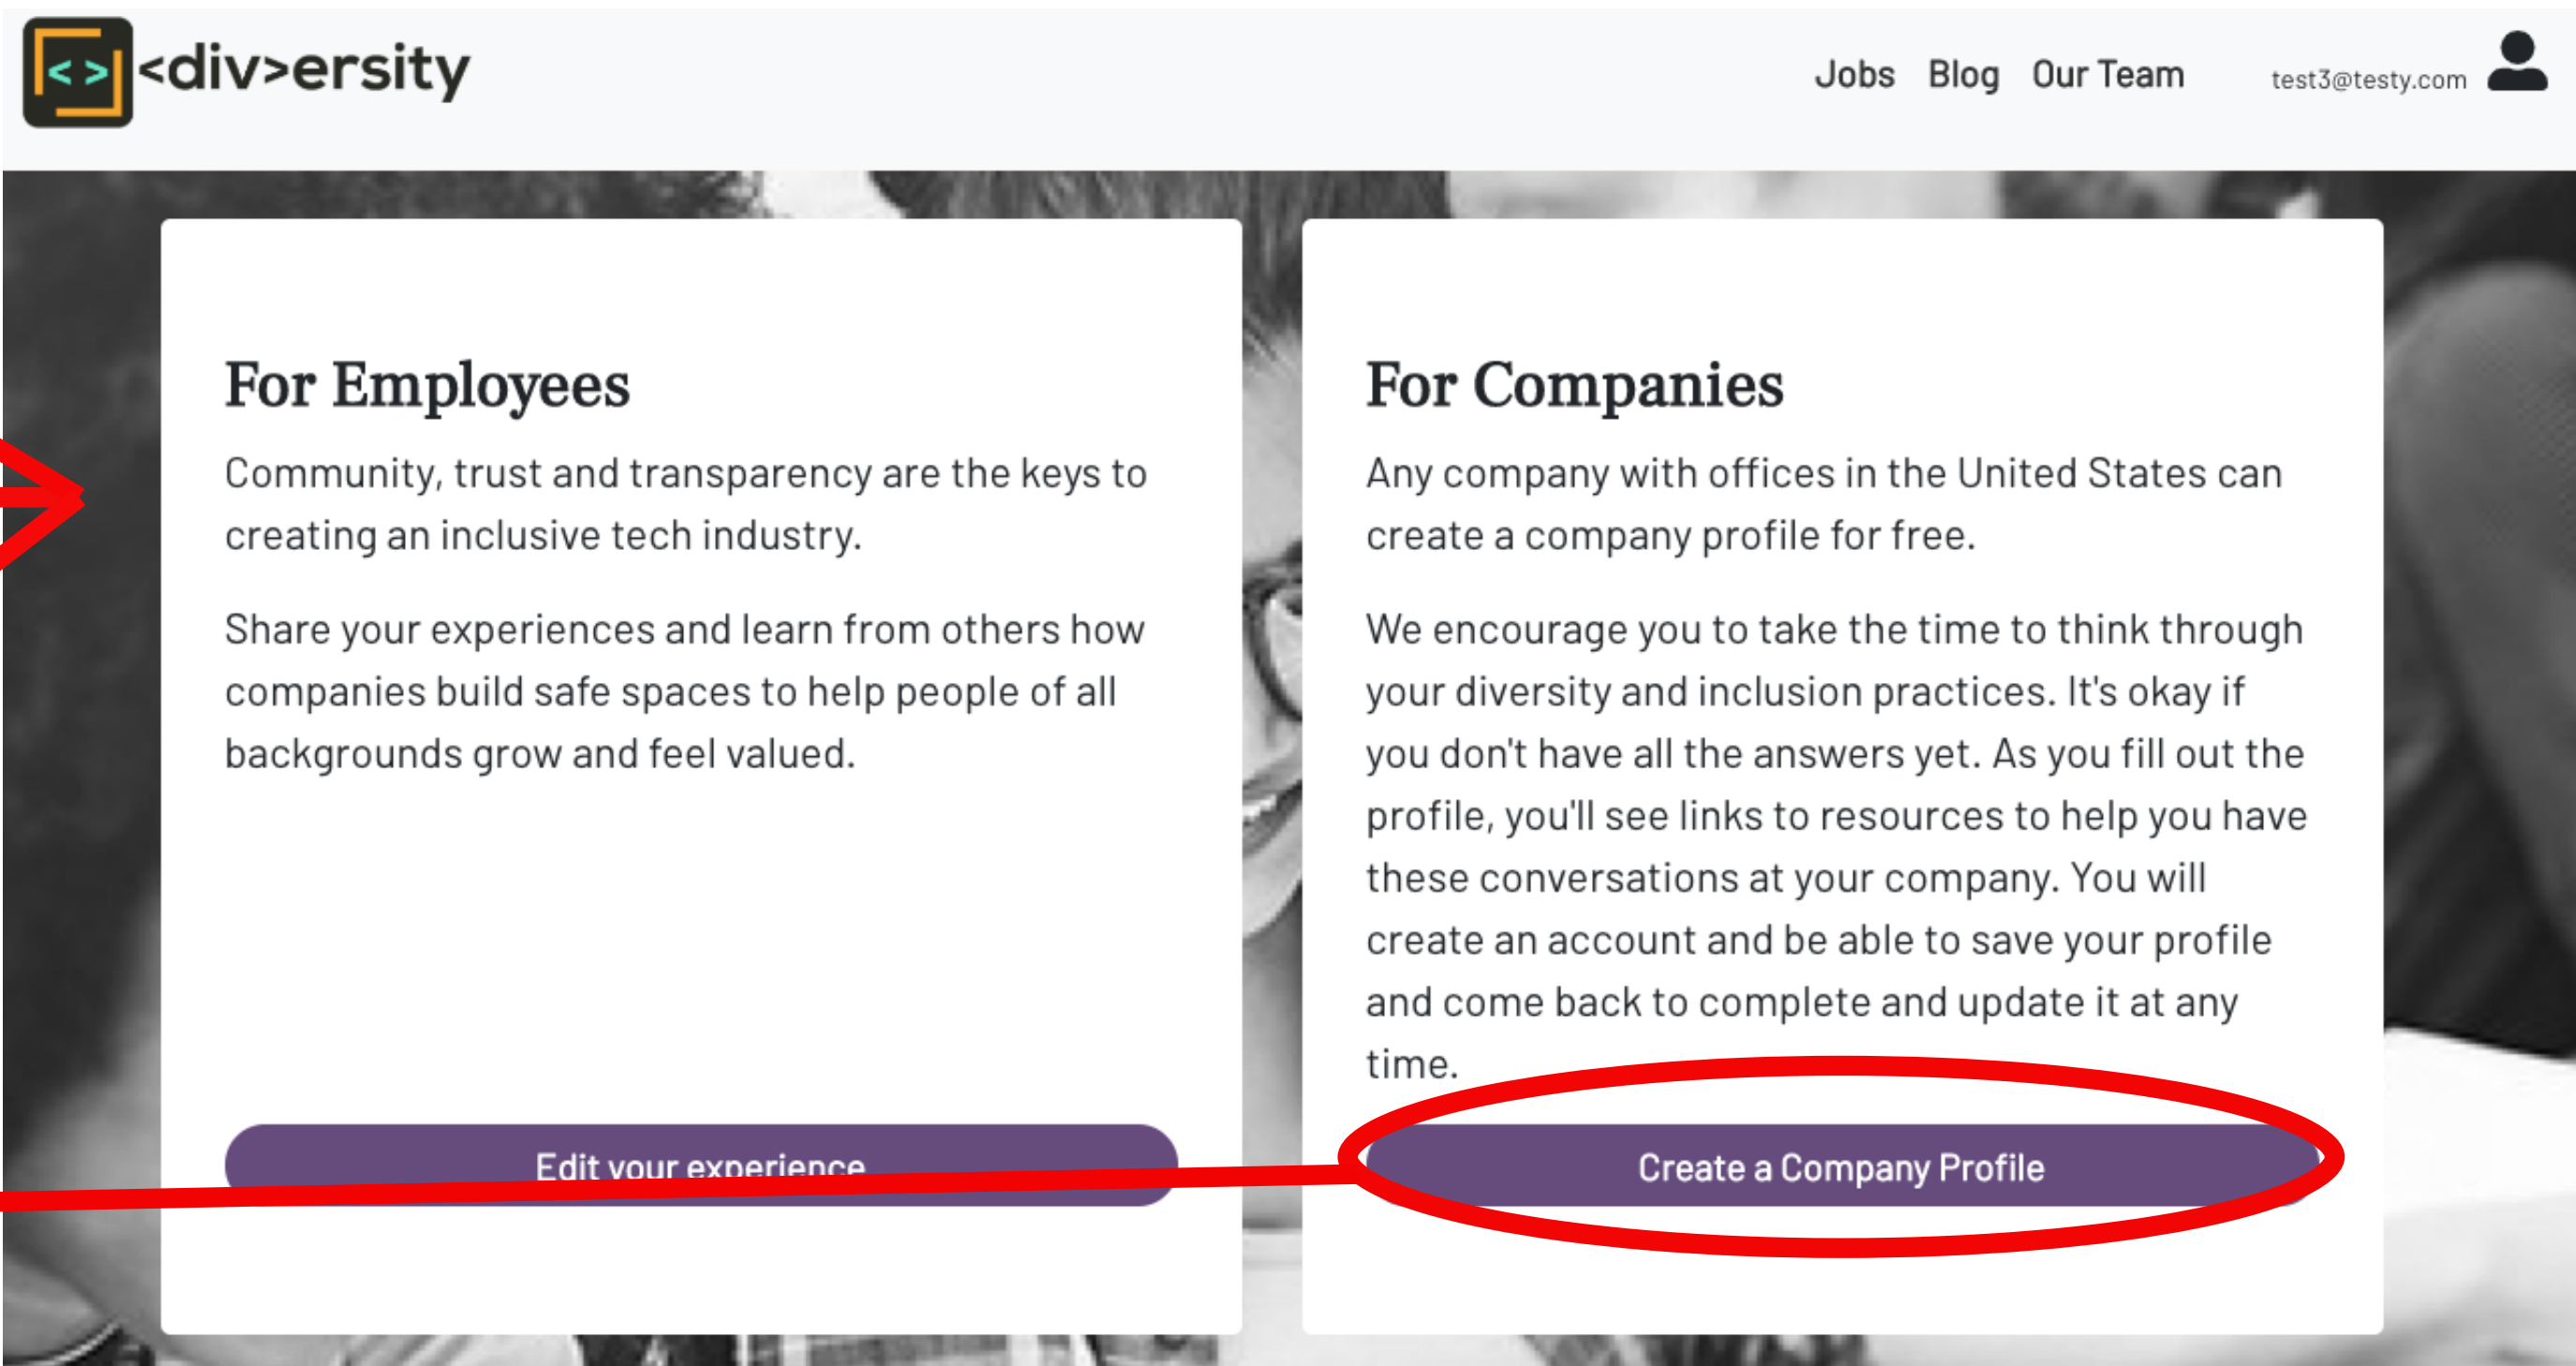 <> <div>ersity
Jobs Blog Our Team test3@testy.com
For Employees
Community, trust and transparency are the keys to
creating an inclusive tech industry.
Share your experiences and learn from others how
companies build safe spaces to help people of all
backgrounds grow and feel valued.
Edit your experience
For Companies
Any company with offices in the United States can
create a company profile for free.
We encourage you to take the time to think through
your diversity and inclusion practices. It's okay if
you don't have all the answers yet. As you fill out the
profile, you'll see links to resources to help you have
these conversations at your company. You will
create an account and be able to save your profile
and come back to complete and update it at any
time.
Create a Company Profile